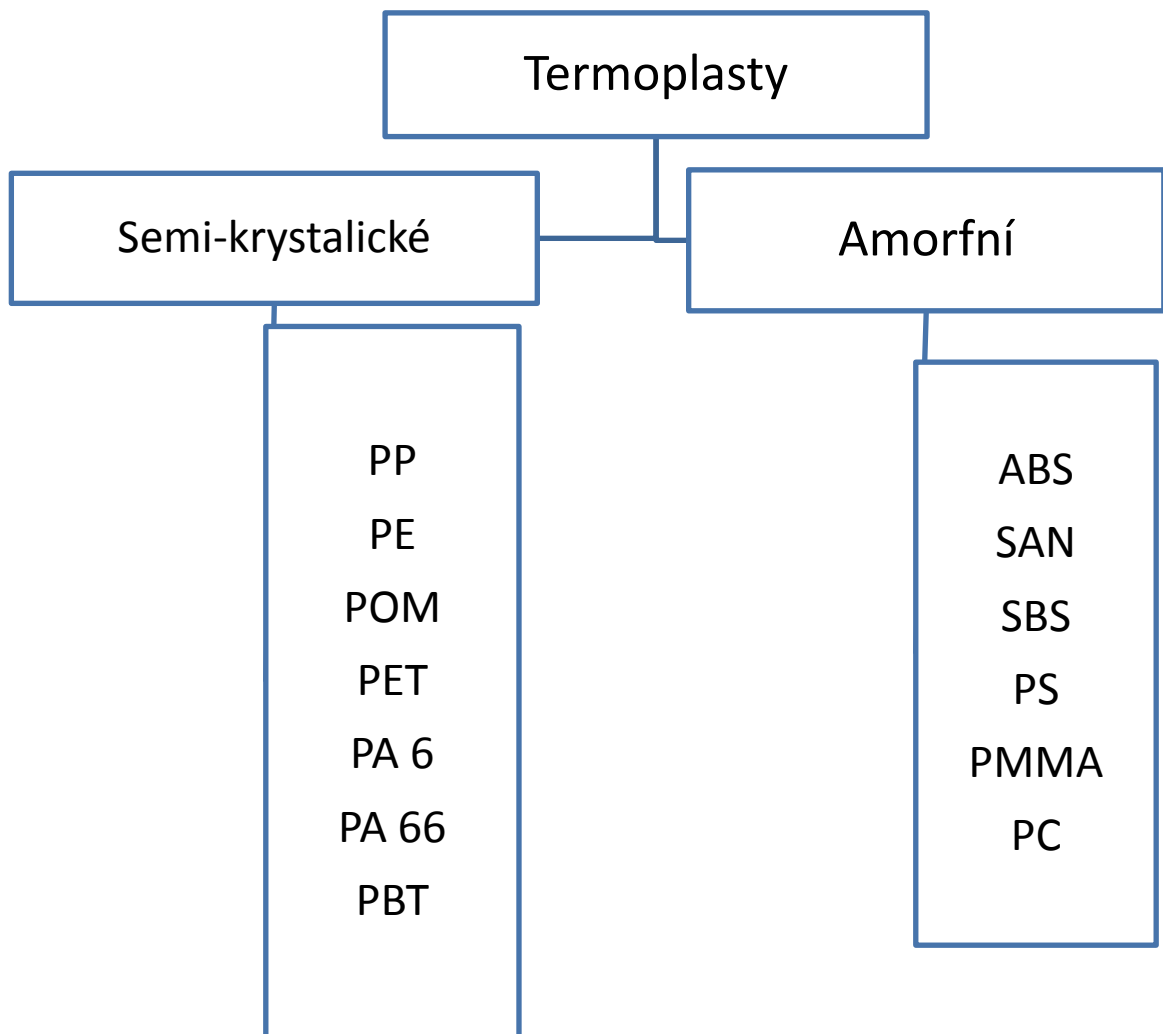 Termoplasty
Semi-krystalické
Amorfní
PP
PE
POM
PET
PA 6
PA 66
PBT
ABS
SAN
SBS
PS
PMMA
PC